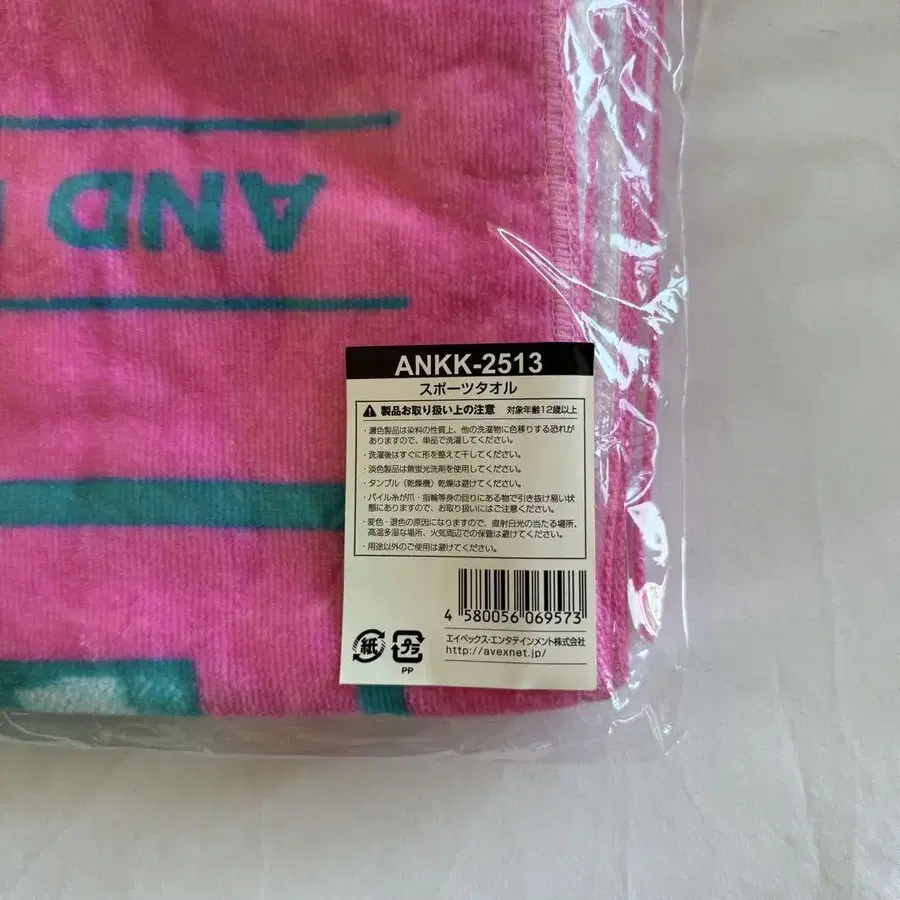 AND
ANKK-2513
スポーツタオル
製品お取り扱い上の注意 対象年齢12歳以上
・濃色製品は染料の性質上、他の洗濯物に色移りする恐れが
ありますので、単品で洗濯してください。
・洗濯後はすぐに形を整えて干してください。
・淡色製品は無蛍光洗剤を使用してください。
・タンブル(乾燥機)乾燥は避けてください。
・パイル糸が爪・指輪等身の回りにある物で引き抜け易い状
態にありますので、お取り扱いにはご注意ください。
・変色・退色の原因になりますので、直射日光の当たる場所、
高温多湿な場所、火気周辺での保管は避けてください。
・用途以外のご使用は避けてください。
4 580056 069573
エイベックス・エンタテインメント株式会社
http://avexnet.jp/
紙
プラ
PP